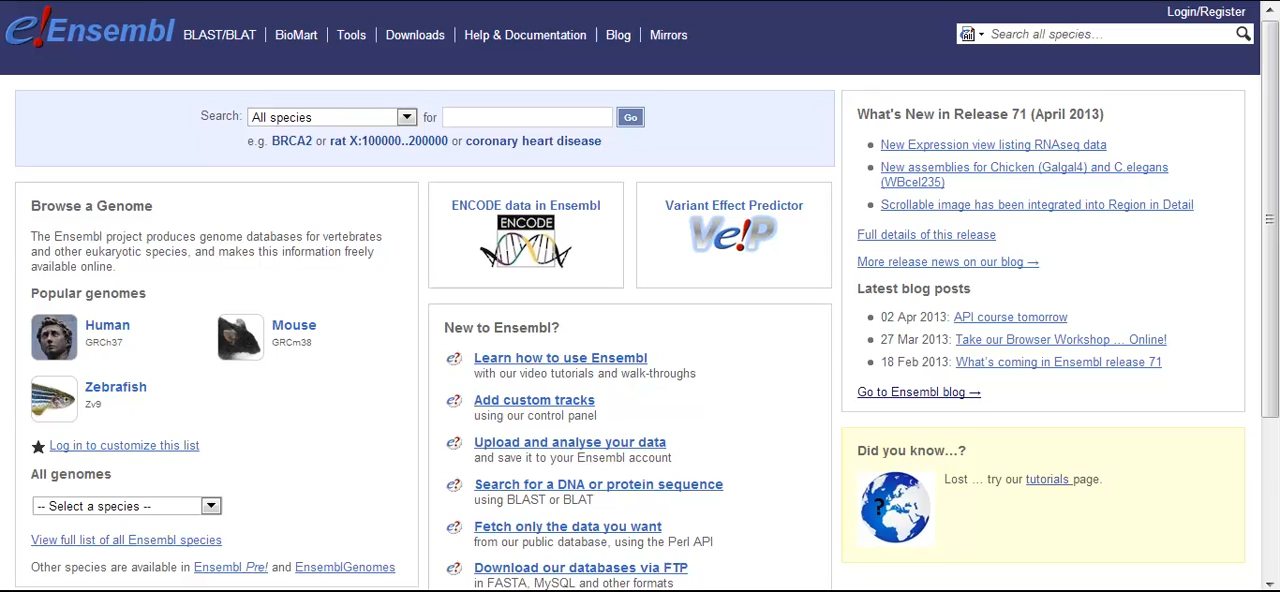 Login/Register
e!Ensembl BLAST/BLAT BioMart Tools Downloads Help & Documentation Blog Mirrors
Search all species…
Search: All species for Go
e.g. BRCA2 or rat X:100000..200000 or coronary heart disease
Browse a Genome
The Ensembl project produces genome databases for vertebrates
and other eukaryotic species, and makes this information freely
available online.
Popular genomes
Human
GRCh37
Mouse
GRCm38
Zebrafish
Zv9
Log in to customize this list
All genomes
-- Select a species --
View full list of all Ensembl species
Other species are available in Ensembl Pre! and EnsemblGenomes
ENCODE data in Ensembl
ENCODE
Variant Effect Predictor
Ve!P
New to Ensembl?
e? Learn how to use Ensembl
with our video tutorials and walk-throughs
e? Add custom tracks
using our control panel
e? Upload and analyse your data
and save it to your Ensembl account
e? Search for a DNA or protein sequence
using BLAST or BLAT
e? Fetch only the data you want
from our public database, using the Perl API
e? Download our databases via FTP
in FASTA, MySQL and other formats
What's New in Release 71 (April 2013)
New Expression view listing RNAseq data
New assemblies for Chicken (Galgal4) and C.elegans
(WBcel235)
Scrollable image has been integrated into Region in Detail
Full details of this release
More release news on our blog →
Latest blog posts
02 Apr 2013: API course tomorrow
27 Mar 2013: Take our Browser Workshop … Online!
18 Feb 2013: What's coming in Ensembl release 71
Go to Ensembl blog →
Did you know…?
?
Lost … try our tutorials page.